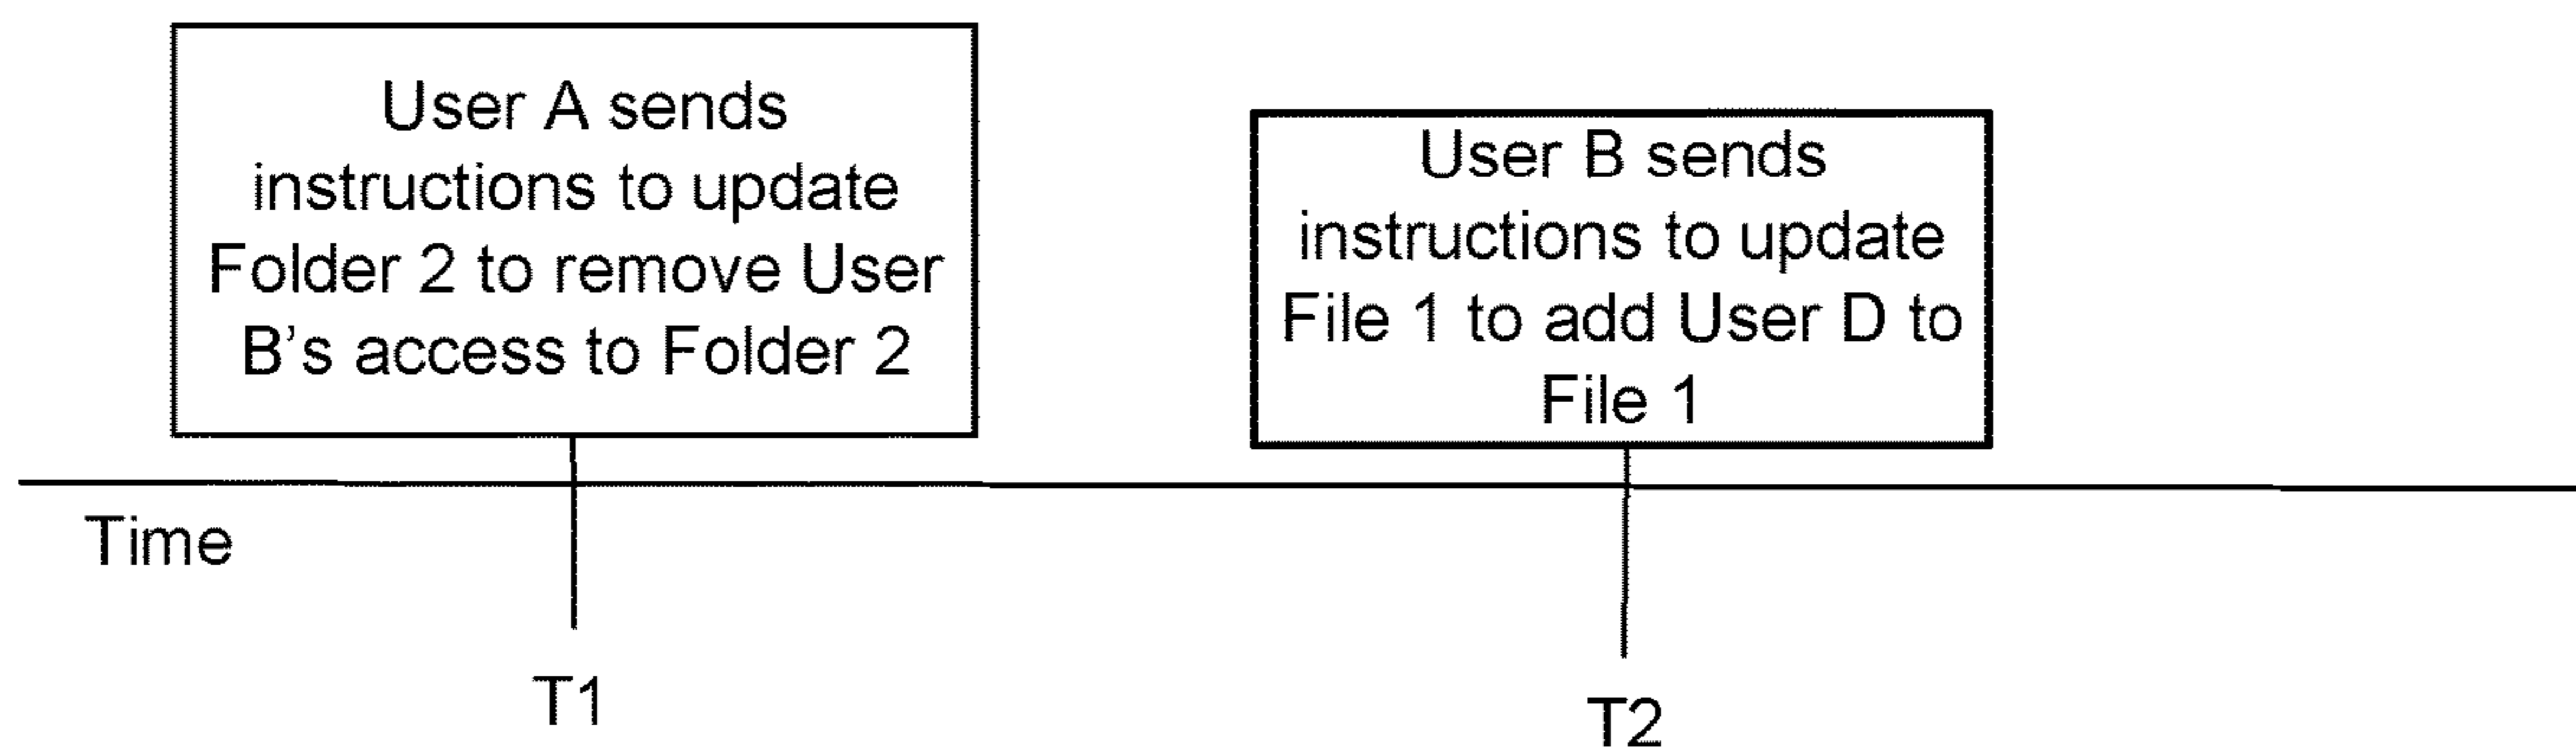 User A sends
instructions to update
Folder 2 to remove User
B's access to Folder 2
User B sends
instructions to update
File 1 to add User D to
File 1
Time
T1
T2